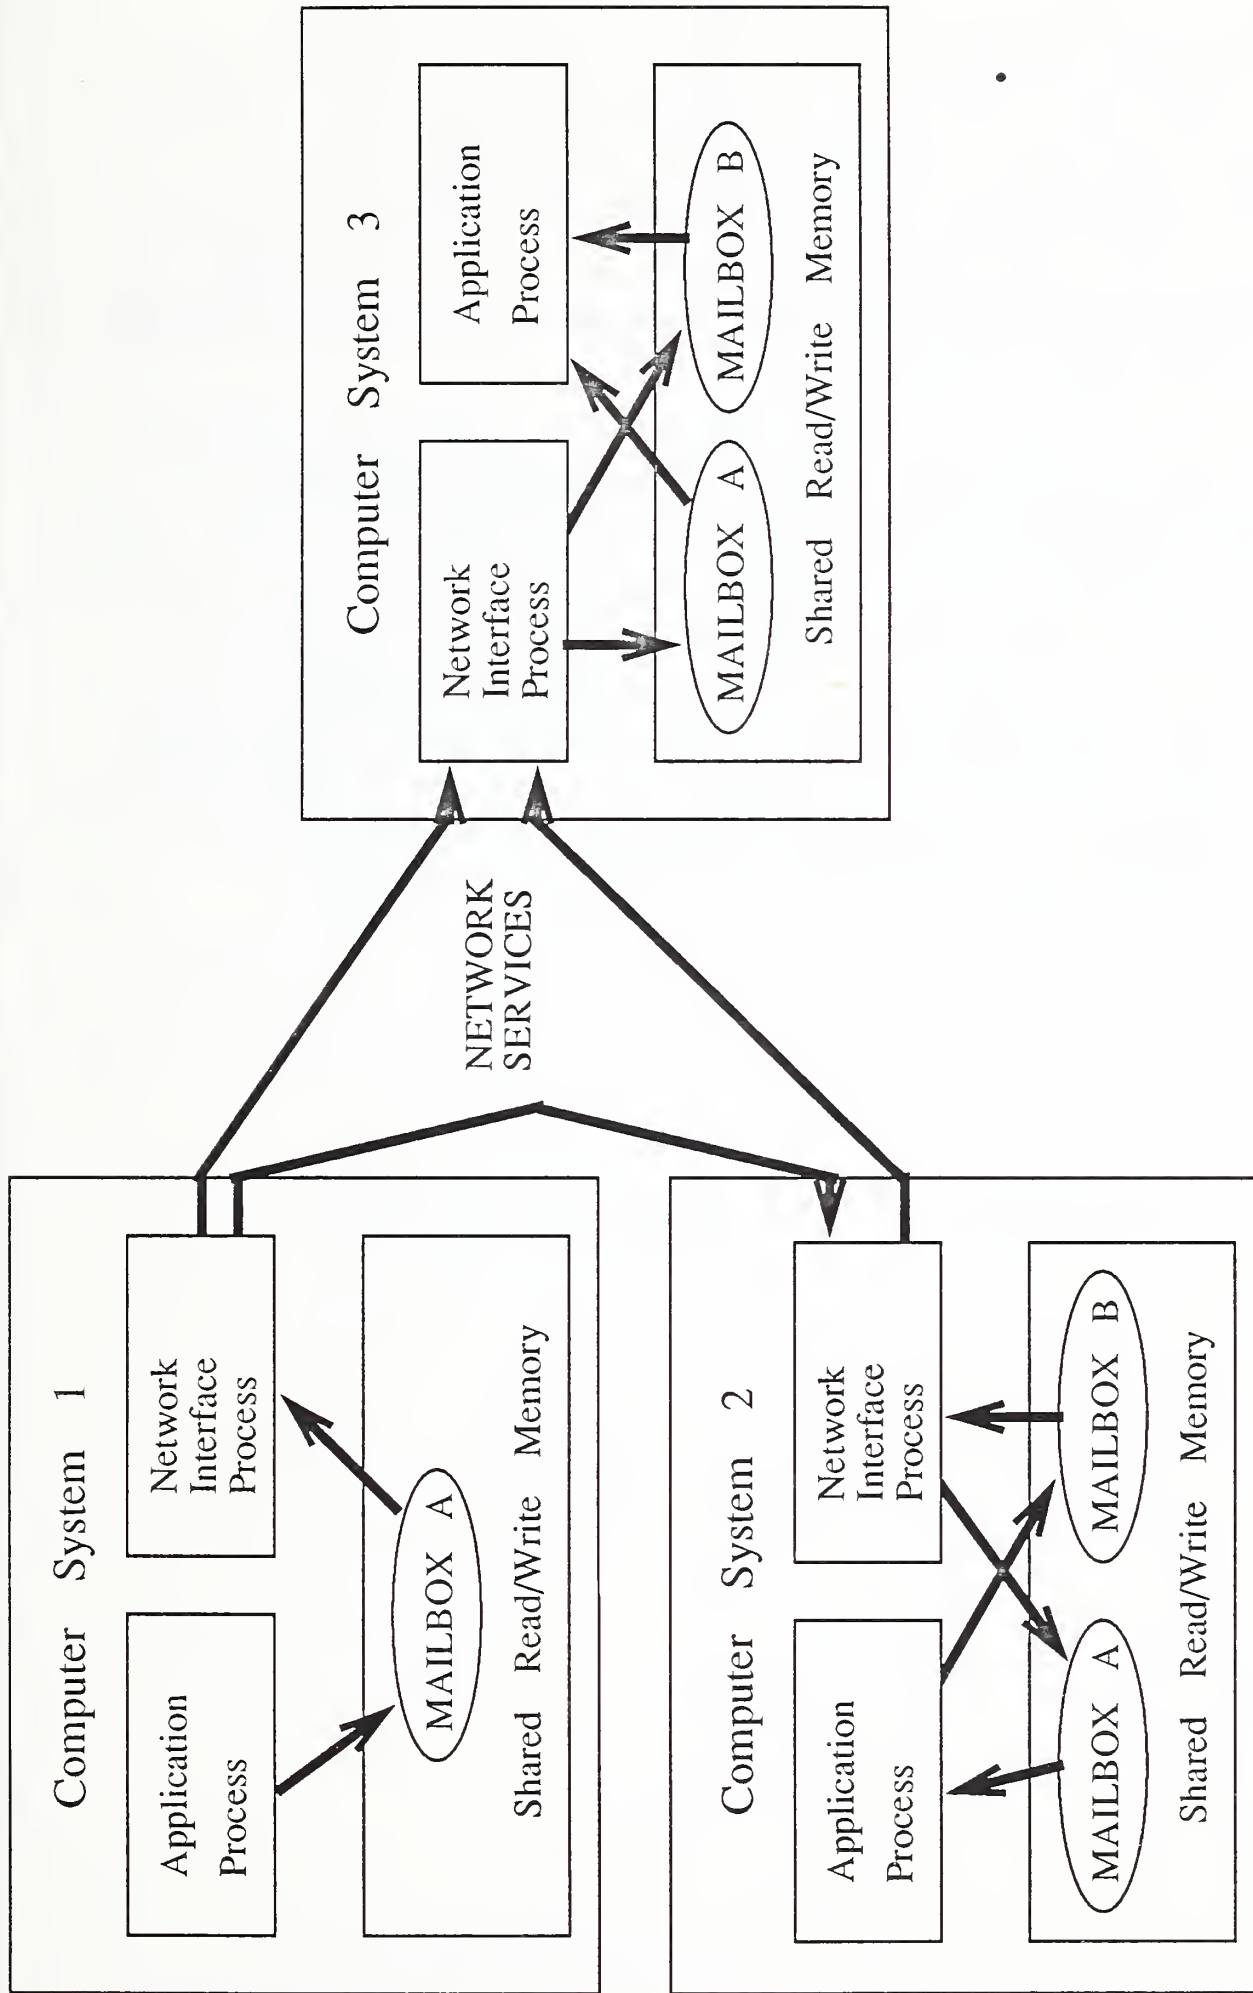 Computer System 1
Application
Process
Network
Interface
Process
MAILBOX A
Shared Read/Write Memory
Computer System 2
Application
Process
Network
Interface
Process
MAILBOX A
MAILBOX B
Shared Read/Write Memory
NETWORK
SERVICES
Computer System 3
Network
Interface
Process
Application
Process
MAILBOX A
MAILBOX B
Shared Read/Write Memory